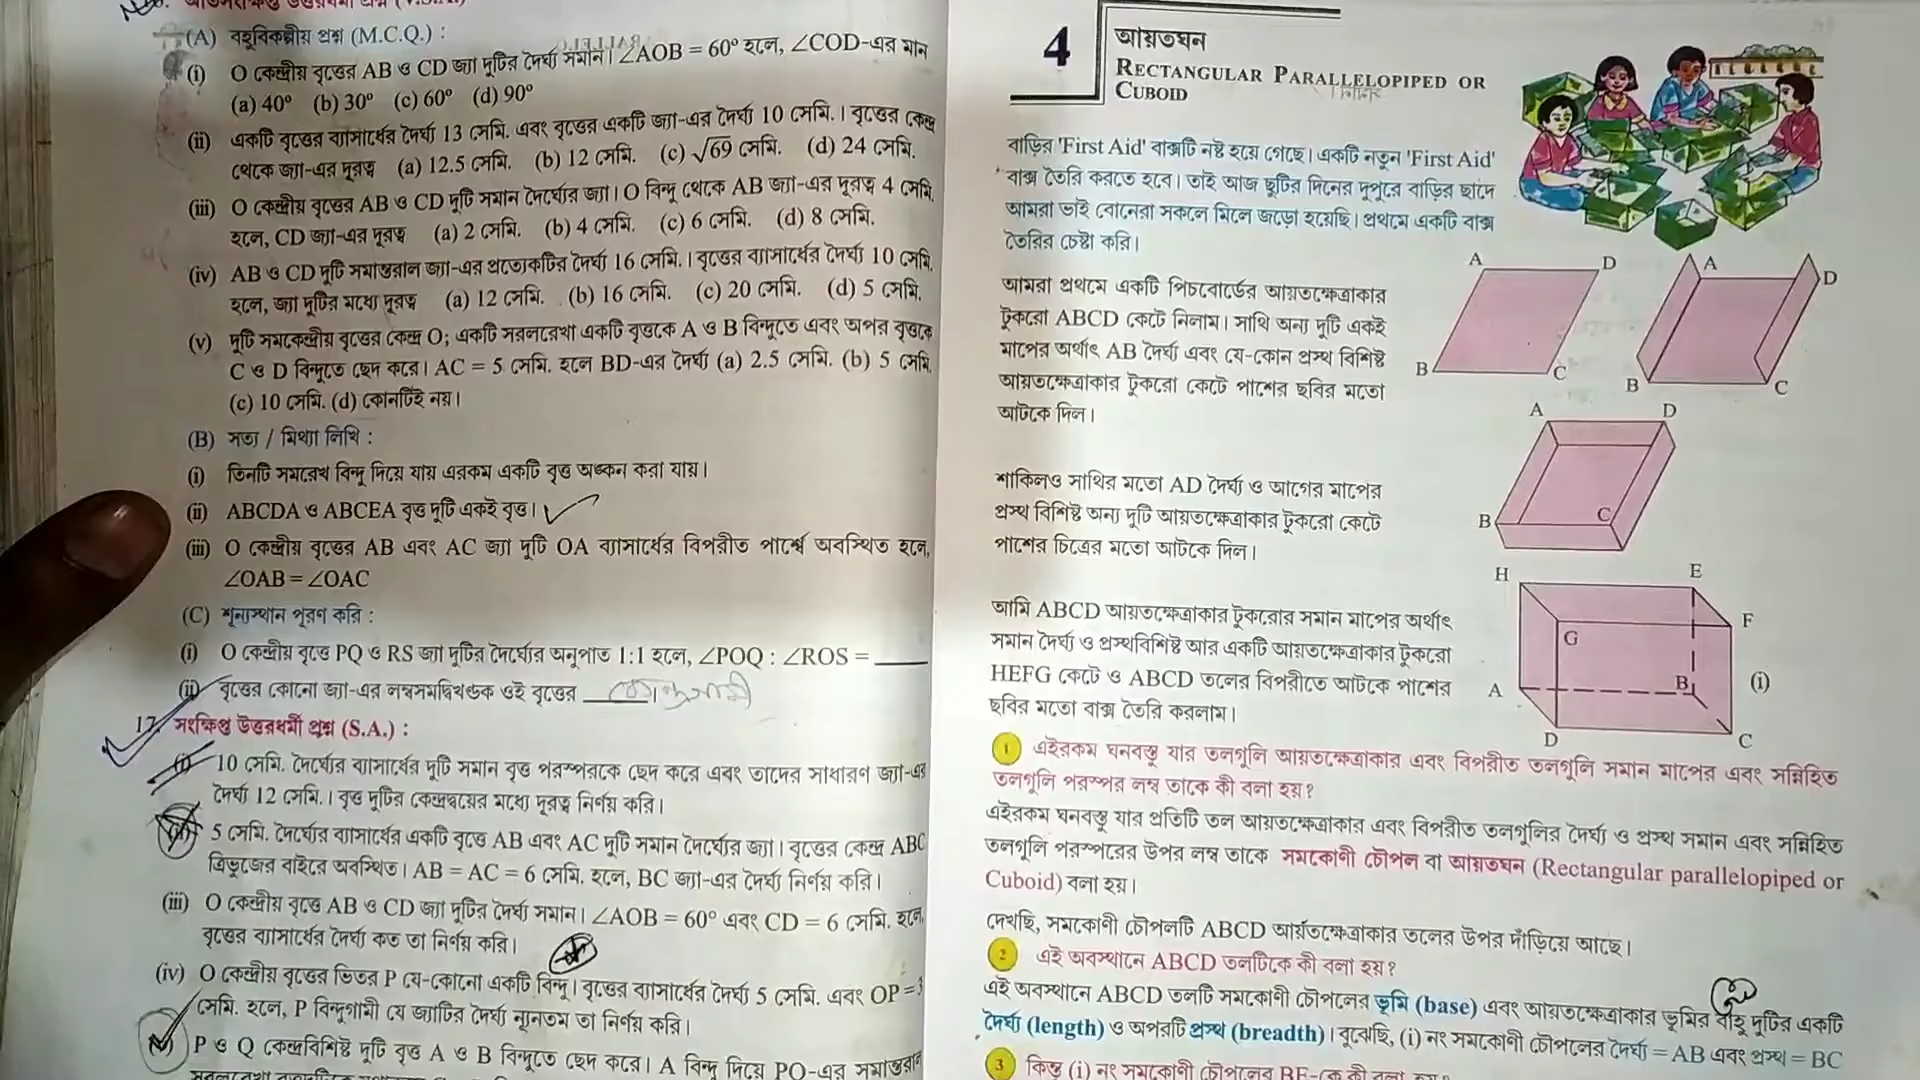 (A) বহুবিকল্পীয় প্রশ্ন (M.C.Q.) :
(i) O কেন্দ্রীয় বৃত্তের AB ও CD জ্যা দুটির দৈর্ঘ্য সমান। ∠AOB = 60° হলে, ∠COD-এর মান
(a) 40° (b) 30° (c) 60° (d) 90°
(ii) একটি বৃত্তের ব্যাসার্ধের দৈর্ঘ্য 13 সেমি. এবং বৃত্তের একটি জ্যা-এর দৈর্ঘ্য 10 সেমি.। বৃত্তের কেন্দ্র
থেকে জ্যা-এর দূরত্ব (a) 12.5 সেমি. (b) 12 সেমি. (c) √69 সেমি. (d) 24 সেমি.
(iii) O কেন্দ্রীয় বৃত্তের AB ও CD দুটি সমান দৈর্ঘ্যের জ্যা। O বিন্দু থেকে AB জ্যা-এর দূরত্ব 4 সেমি.
হলে, CD জ্যা-এর দূরত্ব (a) 2 সেমি. (b) 4 সেমি. (c) 6 সেমি. (d) 8 সেমি.
(iv) AB ও CD দুটি সমান্তরাল জ্যা-এর প্রত্যেকটির দৈর্ঘ্য 16 সেমি.। বৃত্তের ব্যাসার্ধের দৈর্ঘ্য 10 সেমি.
হলে, জ্যা দুটির মধ্যে দূরত্ব (a) 12 সেমি. (b) 16 সেমি. (c) 20 সেমি. (d) 5 সেমি.
(v) দুটি সমকেন্দ্রীয় বৃত্তের কেন্দ্র O; একটি সরলরেখা একটি বৃত্তকে A ও B বিন্দুতে এবং অপর বৃত্তকে
C ও D বিন্দুতে ছেদ করে। AC = 5 সেমি. হলে BD-এর দৈর্ঘ্য (a) 2.5 সেমি. (b) 5 সেমি.
(c) 10 সেমি. (d) কোনটিই নয়।
(B) সত্য / মিথ্যা লিখি :
(i) তিনটি সমরেখ বিন্দু দিয়ে যায় এরকম একটি বৃত্ত অঙ্কন করা যায়।
(ii) ABCDA ও ABCEA বৃত্ত দুটি একই বৃত্ত।
(iii) O কেন্দ্রীয় বৃত্তের AB এবং AC জ্যা দুটি OA ব্যাসার্ধের বিপরীত পার্শ্বে অবস্থিত হলে,
∠OAB = ∠OAC
(C) শূন্যস্থান পূরণ করি :
(i) O কেন্দ্রীয় বৃত্তে PQ ও RS জ্যা দুটির দৈর্ঘ্যের অনুপাত 1:1 হলে, ∠POQ : ∠ROS = ____
(ii) বৃত্তের কোনো জ্যা-এর লম্বসমদ্বিখণ্ডক ওই বৃত্তের ____ । কেন্দ্রগামী
17. সংক্ষিপ্ত উত্তরধর্মী প্রশ্ন (S.A.) :
(i) 10 সেমি. দৈর্ঘ্যের ব্যাসার্ধের দুটি সমান বৃত্ত পরস্পরকে ছেদ করে এবং তাদের সাধারণ জ্যা-এর
দৈর্ঘ্য 12 সেমি.। বৃত্ত দুটির কেন্দ্রদ্বয়ের মধ্যে দূরত্ব নির্ণয় করি।
5 সেমি. দৈর্ঘ্যের ব্যাসার্ধের একটি বৃত্তে AB এবং AC দুটি সমান দৈর্ঘ্যের জ্যা। বৃত্তের কেন্দ্র ABC
ত্রিভুজের বাইরে অবস্থিত। AB = AC = 6 সেমি. হলে, BC জ্যা-এর দৈর্ঘ্য নির্ণয় করি।
(iii) O কেন্দ্রীয় বৃত্তে AB ও CD জ্যা দুটির দৈর্ঘ্য সমান। ∠AOB = 60° এবং CD = 6 সেমি. হলে,
বৃত্তের ব্যাসার্ধের দৈর্ঘ্য কত তা নির্ণয় করি।
(iv) O কেন্দ্রীয় বৃত্তের ভিতর P যে-কোনো একটি বিন্দু। বৃত্তের ব্যাসার্ধের দৈর্ঘ্য 5 সেমি. এবং OP = 3
সেমি. হলে, P বিন্দুগামী যে জ্যাটির দৈর্ঘ্য ন্যূনতম তা নির্ণয় করি।
(v) P ও Q কেন্দ্রবিশিষ্ট দুটি বৃত্ত A ও B বিন্দুতে ছেদ করে। A বিন্দু দিয়ে PQ-এর সমান্তরাল
4
আয়তঘন
RECTANGULAR PARALLELOPIPED OR
CUBOID
বাড়ির 'First Aid' বাক্সটি নষ্ট হয়ে গেছে। একটি নতুন 'First Aid'
বাক্স তৈরি করতে হবে। তাই আজ ছুটির দিনের দুপুরে বাড়ির ছাদে
আমরা ভাই বোনেরা সকলে মিলে জড়ো হয়েছি। প্রথমে একটি বাক্স
তৈরির চেষ্টা করি।
আমরা প্রথমে একটি পিচবোর্ডের আয়তক্ষেত্রাকার
টুকরো ABCD কেটে নিলাম। সাথি অন্য দুটি একই
মাপের অর্থাৎ AB দৈর্ঘ্য এবং যে-কোন প্রস্থ বিশিষ্ট
আয়তক্ষেত্রাকার টুকরো কেটে পাশের ছবির মতো
আটকে দিল।
A D B C
A D B C
A D B C
শাকিলও সাথির মতো AD দৈর্ঘ্য ও আগের মাপের
প্রস্থ বিশিষ্ট অন্য দুটি আয়তক্ষেত্রাকার টুকরো কেটে
পাশের চিত্রের মতো আটকে দিল।
আমি ABCD আয়তক্ষেত্রাকার টুকরোর সমান মাপের অর্থাৎ
সমান দৈর্ঘ্য ও প্রস্থবিশিষ্ট আর একটি আয়তক্ষেত্রাকার টুকরো
HEFG কেটে ও ABCD তলের বিপরীতে আটকে পাশের
ছবির মতো বাক্স তৈরি করলাম।
H E
F
G
A B (i)
D C
1 এইরকম ঘনবস্তু যার তলগুলি আয়তক্ষেত্রাকার এবং বিপরীত তলগুলি সমান মাপের এবং সন্নিহিত
তলগুলি পরস্পর লম্ব তাকে কী বলা হয়?
এইরকম ঘনবস্তু যার প্রতিটি তল আয়তক্ষেত্রাকার এবং বিপরীত তলগুলির দৈর্ঘ্য ও প্রস্থ সমান এবং সন্নিহিত
তলগুলি পরস্পরের উপর লম্ব তাকে সমকোণী চৌপল বা আয়তঘন (Rectangular parallelopiped or
Cuboid) বলা হয়।
দেখছি, সমকোণী চৌপলটি ABCD আয়তক্ষেত্রাকার তলের উপর দাঁড়িয়ে আছে।
2 এই অবস্থানে ABCD তলটিকে কী বলা হয়?
এই অবস্থানে ABCD তলটি সমকোণী চৌপলের ভূমি (base) এবং আয়তক্ষেত্রাকার ভূমির বাহু দুটির একটি
দৈর্ঘ্য (length) ও অপরটি প্রস্থ (breadth)। বুঝেছি, (i) নং সমকোণী চৌপলের দৈর্ঘ্য = AB এবং প্রস্থ = BC
3 কিন্তু (i) নং সমকোণী চৌপলের BE-কে কী বলা হয়?